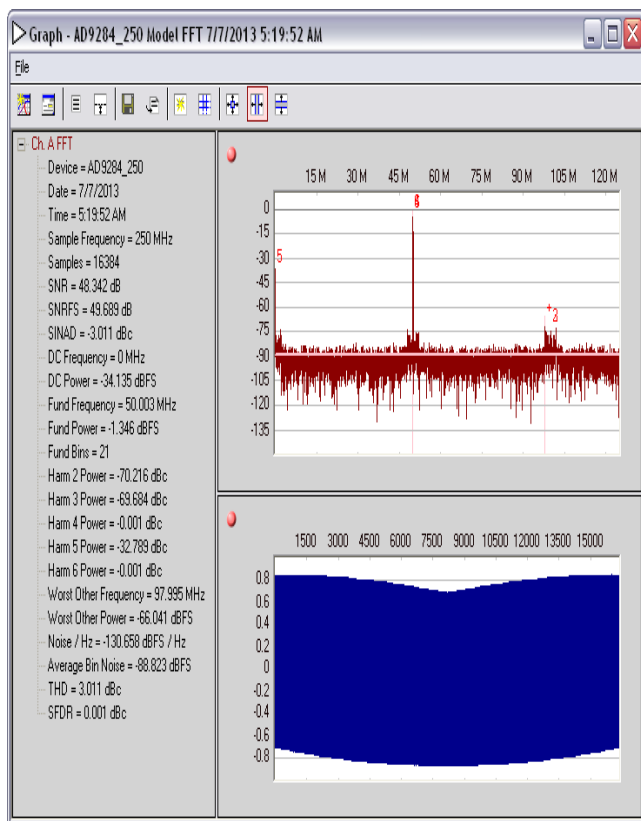 Graph - AD9284_250 Model FFT 7/7/2013 5:19:52 AM
File
Ch. A FFT
Device = AD9284_250
Date = 7/7/2013
Time = 5:19:52 AM
Sample Frequency = 250 MHz
Samples = 16384
SNR = 48.342 dB
SNRFS = 49.689 dB
SINAD = -3.011 dBc
DC Frequency = 0 MHz
DC Power = -34.135 dBFS
Fund Frequency = 50.003 MHz
Fund Power = -1.346 dBFS
Fund Bins = 21
Harm 2 Power = -70.216 dBc
Harm 3 Power = -69.684 dBc
Harm 4 Power = -0.001 dBc
Harm 5 Power = -32.789 dBc
Harm 6 Power = -0.001 dBc
Worst Other Frequency = 97.995 MHz
Worst Other Power = -66.041 dBFS
Noise / Hz = -130.658 dBFS / Hz
Average Bin Noise = -88.823 dBFS
THD = 3.011 dBc
SFDR = 0.001 dBc
15 M 30 M 45 M 60 M 75 M 90 M 105 M 120 M
0
-15
-30
-45
-60
-75
-90
-105
-120
-135
5
+
1500 3000 4500 6000 7500 9000 10500 12000 13500 15000
0.8
0.6
0.4
0.2
0
-0.2
-0.4
-0.6
-0.8